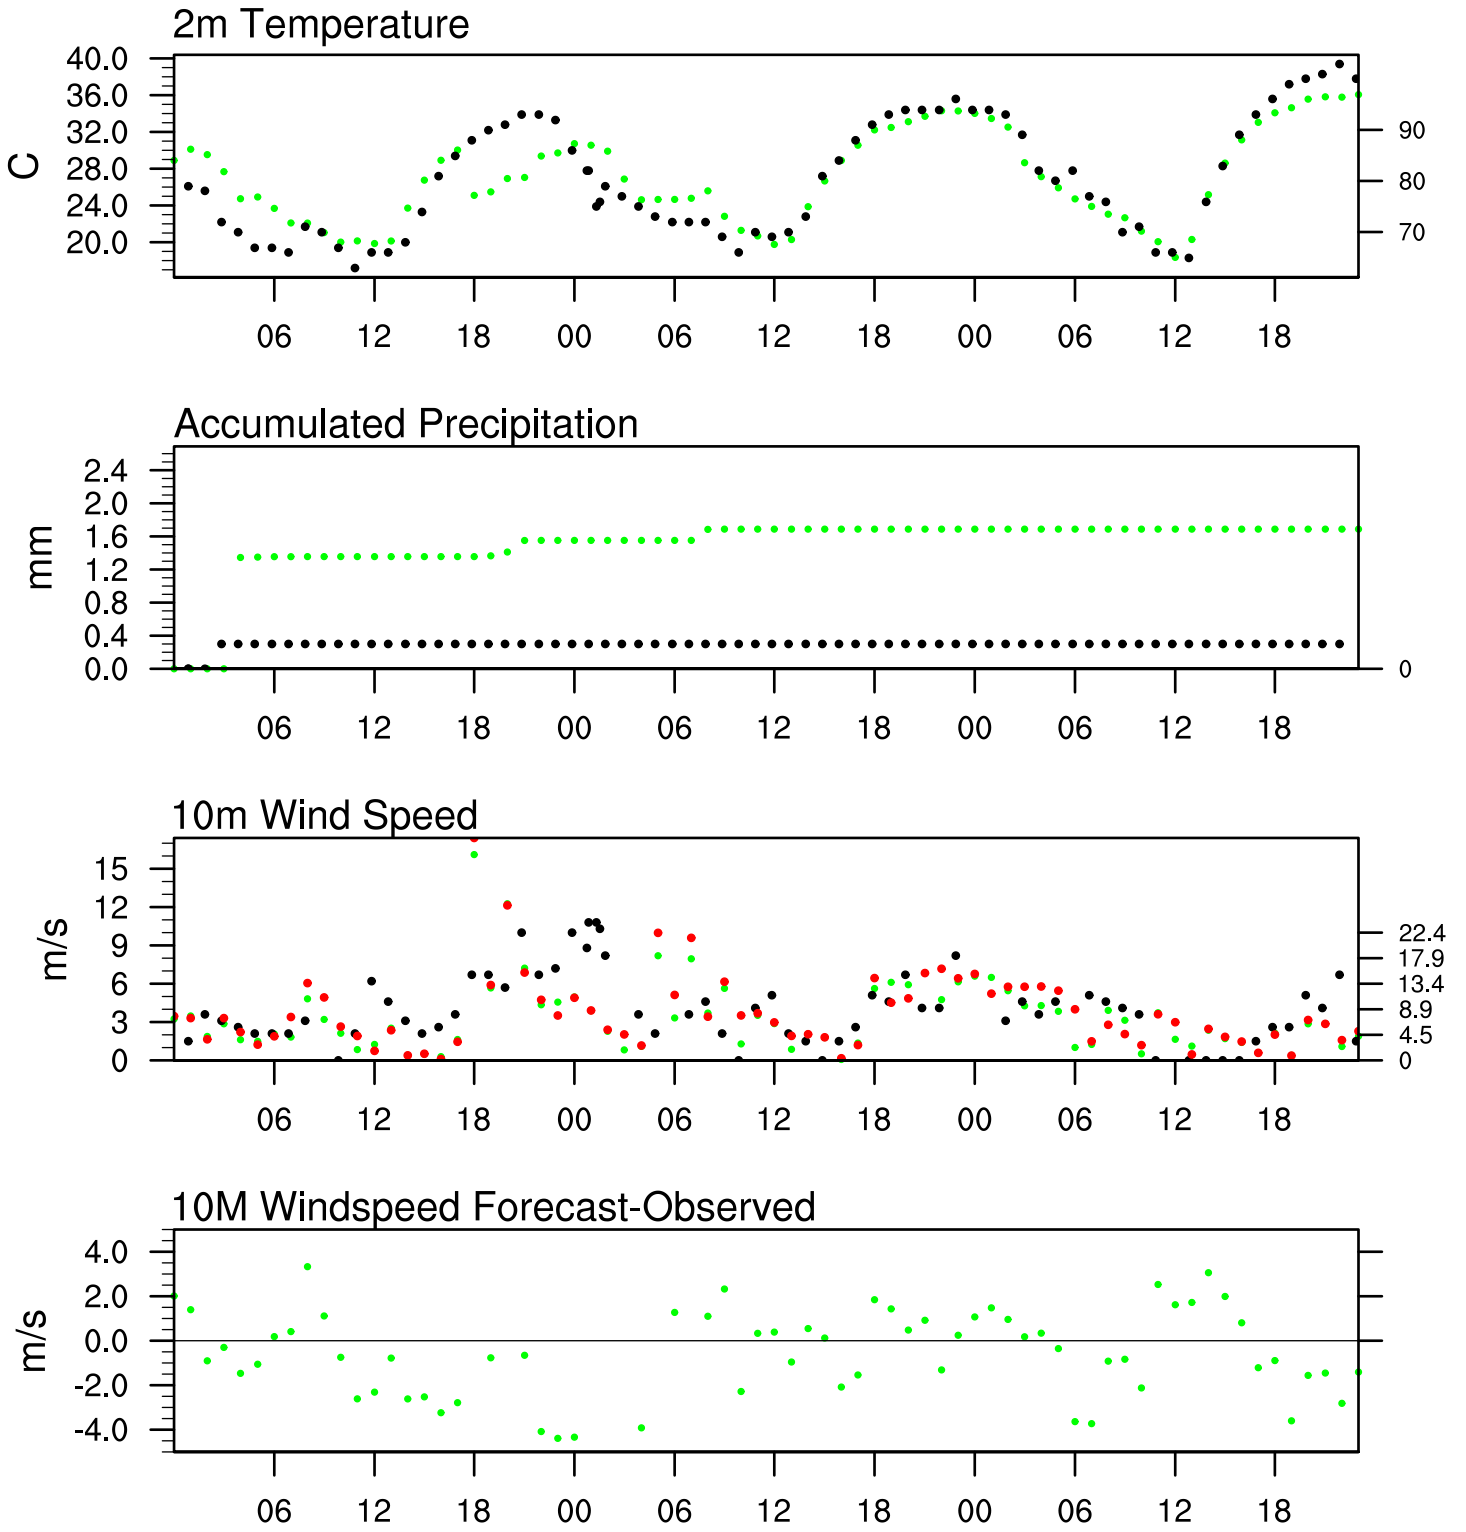 2m Temperature
40.0
36.0
32.0
28.0
24.0
20.0
C
90
80
70
06 12 18 00 06 12 18 00 06 12 18
Accumulated Precipitation
2.4
2.0
1.6
1.2
0.8
0.4
0.0
mm
0
06 12 18 00 06 12 18 00 06 12 18
10m Wind Speed
15
12
9
6
3
0
m/s
22.4
17.9
13.4
8.9
4.5
0
06 12 18 00 06 12 18 00 06 12 18
10M Windspeed Forecast-Observed
4.0
2.0
0.0
-2.0
-4.0
m/s
06 12 18 00 06 12 18 00 06 12 18